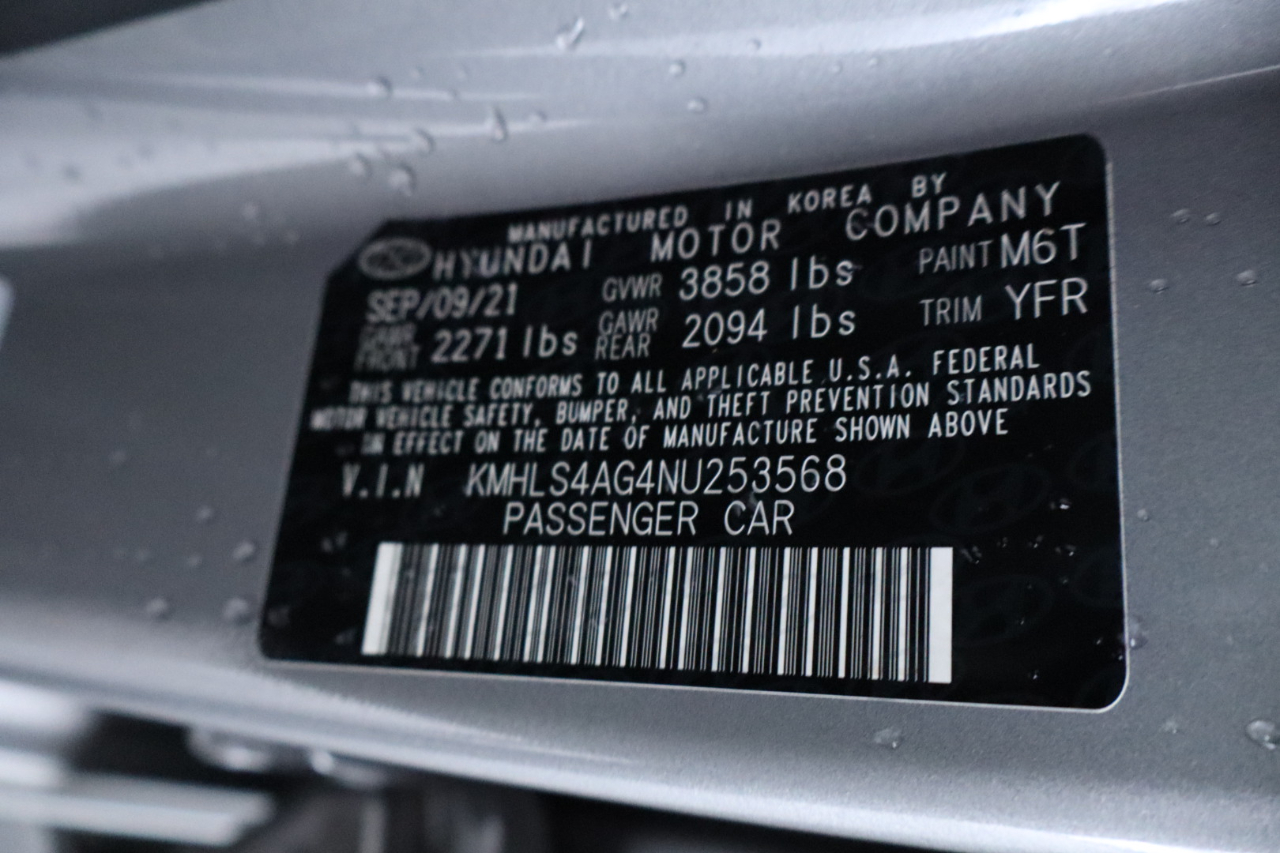 MANUFACTURED IN KOREA BY
HYUNDAI MOTOR COMPANY
SEP/09/21 GVWR 3858 lbs PAINT M6T
GAWR FRONT 2271 lbs GAWR REAR 2094 lbs TRIM YFR
THIS VEHICLE CONFORMS TO ALL APPLICABLE U.S.A. FEDERAL
MOTOR VEHICLE SAFETY, BUMPER, AND THEFT PREVENTION STANDARDS
IN EFFECT ON THE DATE OF MANUFACTURE SHOWN ABOVE
V.I.N KMHLS4AG4NU253568
PASSENGER CAR